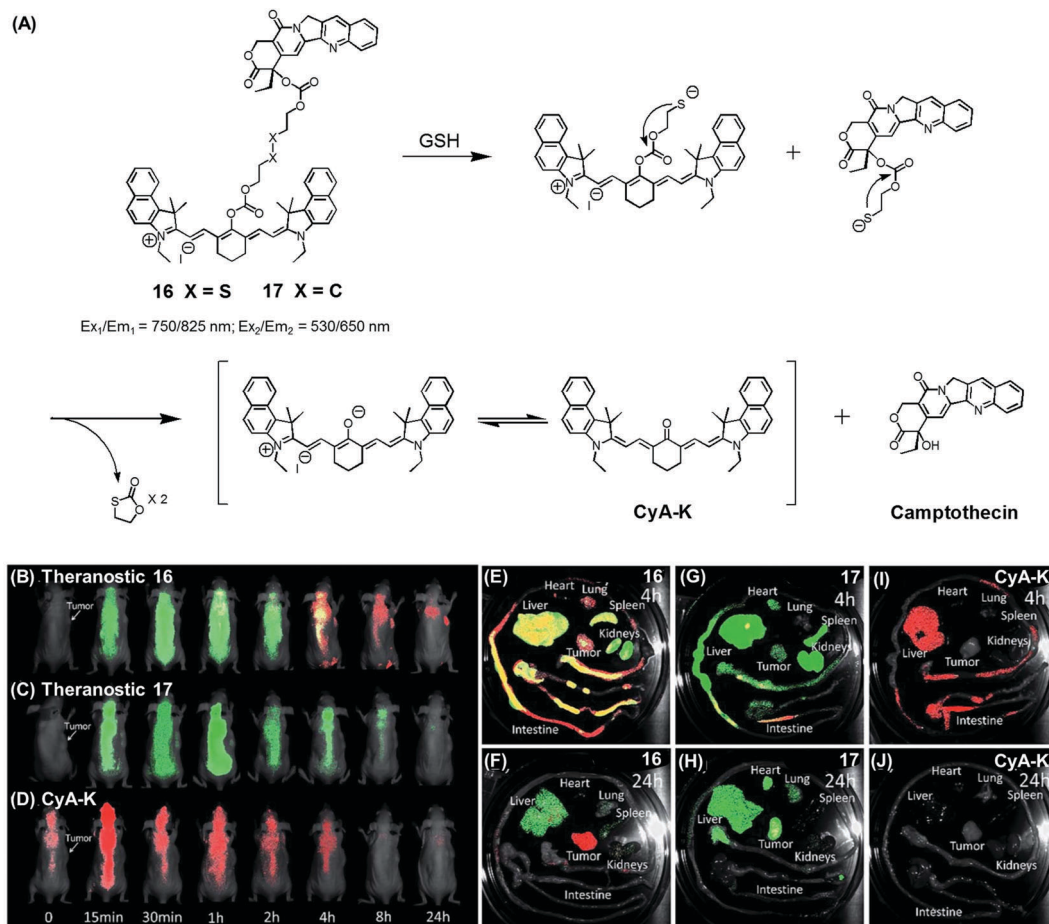 (A)
GSH
+
16 X = S 17 X = C
Ex1/Em1 = 750/825 nm; Ex2/Em2 = 530/650 nm
X 2
CyA-K
+
Camptothecin
(B) Theranostic 16
Tumor
(C) Theranostic 17
Tumor
(D) CyA-K
Tumor
0 15min 30min 1h 2h 4h 8h 24h
(E) 16
4h
Heart
Lung
Liver
Spleen
Kidneys
Tumor
Intestine
(F) 16
24h
Heart
Lung
Liver
Spleen
Tumor
Kidneys
Intestine
(G) 17
4h
Heart
Lung
Spleen
Kidneys
Liver
Tumor
Intestine
(H) 17
24h
Heart
Lung
Liver
Spleen
Tumor
Kidneys
Intestine
(I) CyA-K
4h
Heart
Lung
Spleen
Kidneys
Liver
Tumor
Intestine
(J) CyA-K
24h
Heart
Lung
Liver
Spleen
Tumor
Kidneys
Intestine